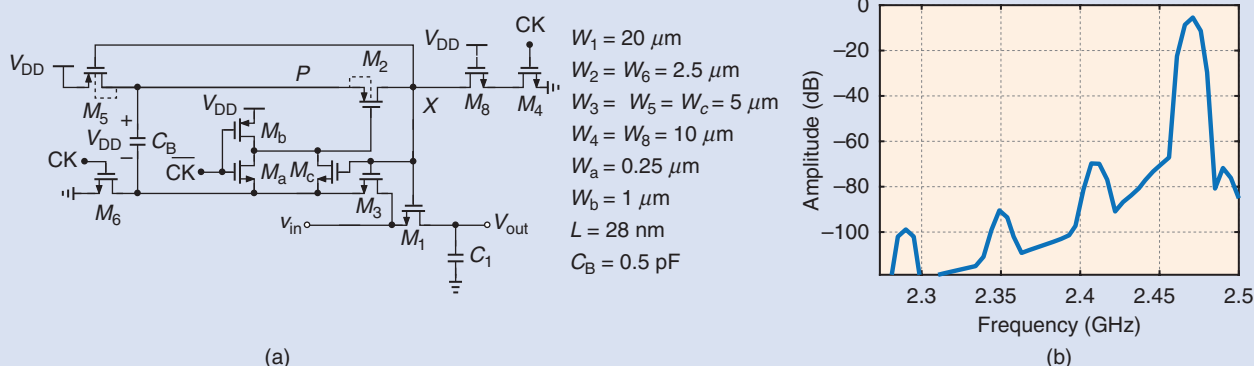 V_DD
M_5
P
M_2
X
V_DD
M_8
CK
M_4
+
V_DD
−
C_B
V_DD
M_b
CK
M_6
C̅K̅
M_a
M_c
M_3
v_in
M_1
V_out
C_1
W_1 = 20 μm
W_2 = W_6 = 2.5 μm
W_3 = W_5 = W_c = 5 μm
W_4 = W_8 = 10 μm
W_a = 0.25 μm
W_b = 1 μm
L = 28 nm
C_B = 0.5 pF
(a)
Amplitude (dB)
0
−20
−40
−60
−80
−100
2.3 2.35 2.4 2.45 2.5
Frequency (GHz)
(b)